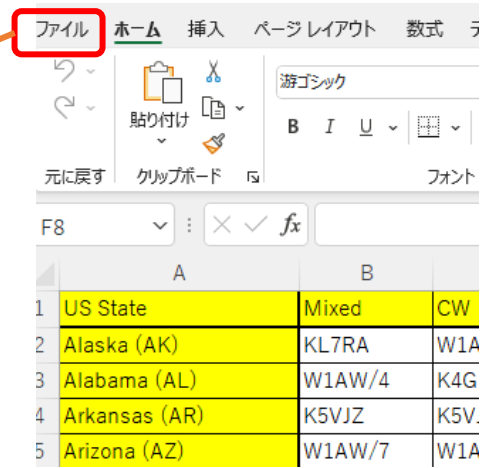 ファイル ホーム 挿入 ページ レイアウト 数式
貼り付け
游ゴシック
B I U
元に戻す クリップボード フォント
F8 fx
A B
1 US State Mixed CW
2 Alaska (AK) KL7RA W1A
3 Alabama (AL) W1AW/4 K4G
4 Arkansas (AR) K5VJZ K5V
5 Arizona (AZ) W1AW/7 W1A